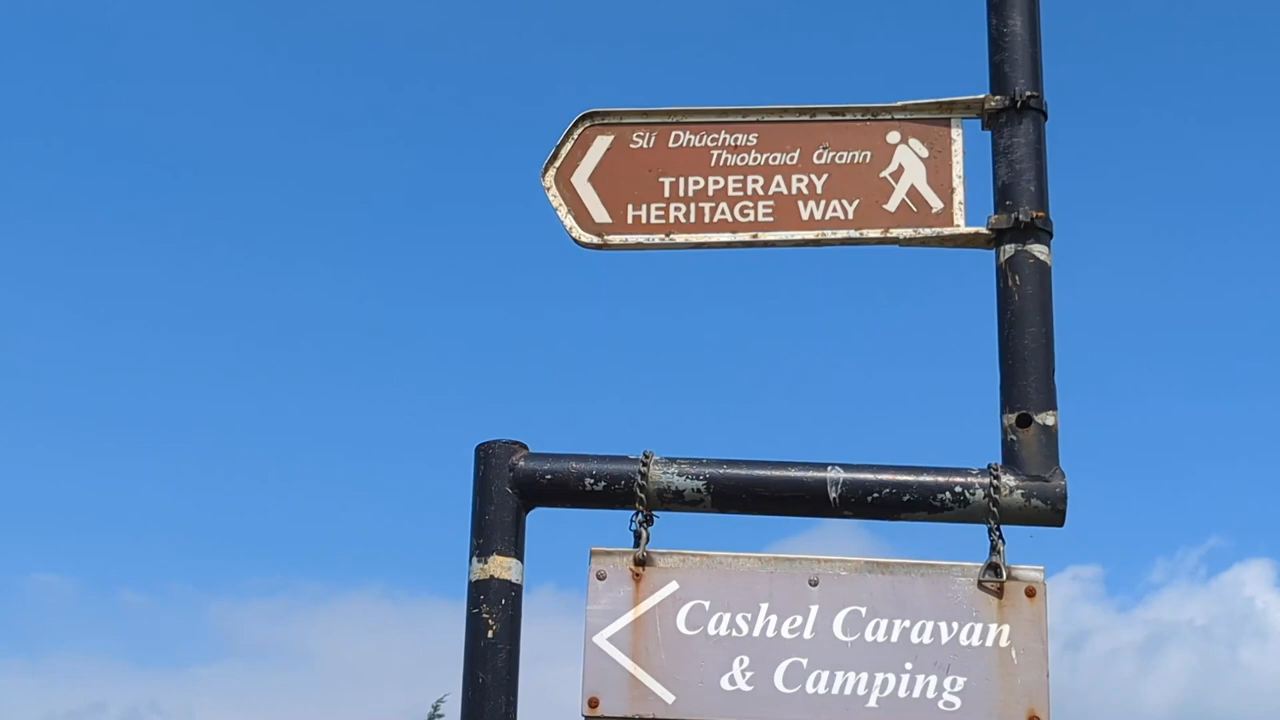 Slí Dhúchais
Thiobraid Árann
TIPPERARY
HERITAGE WAY
Cashel Caravan
& Camping